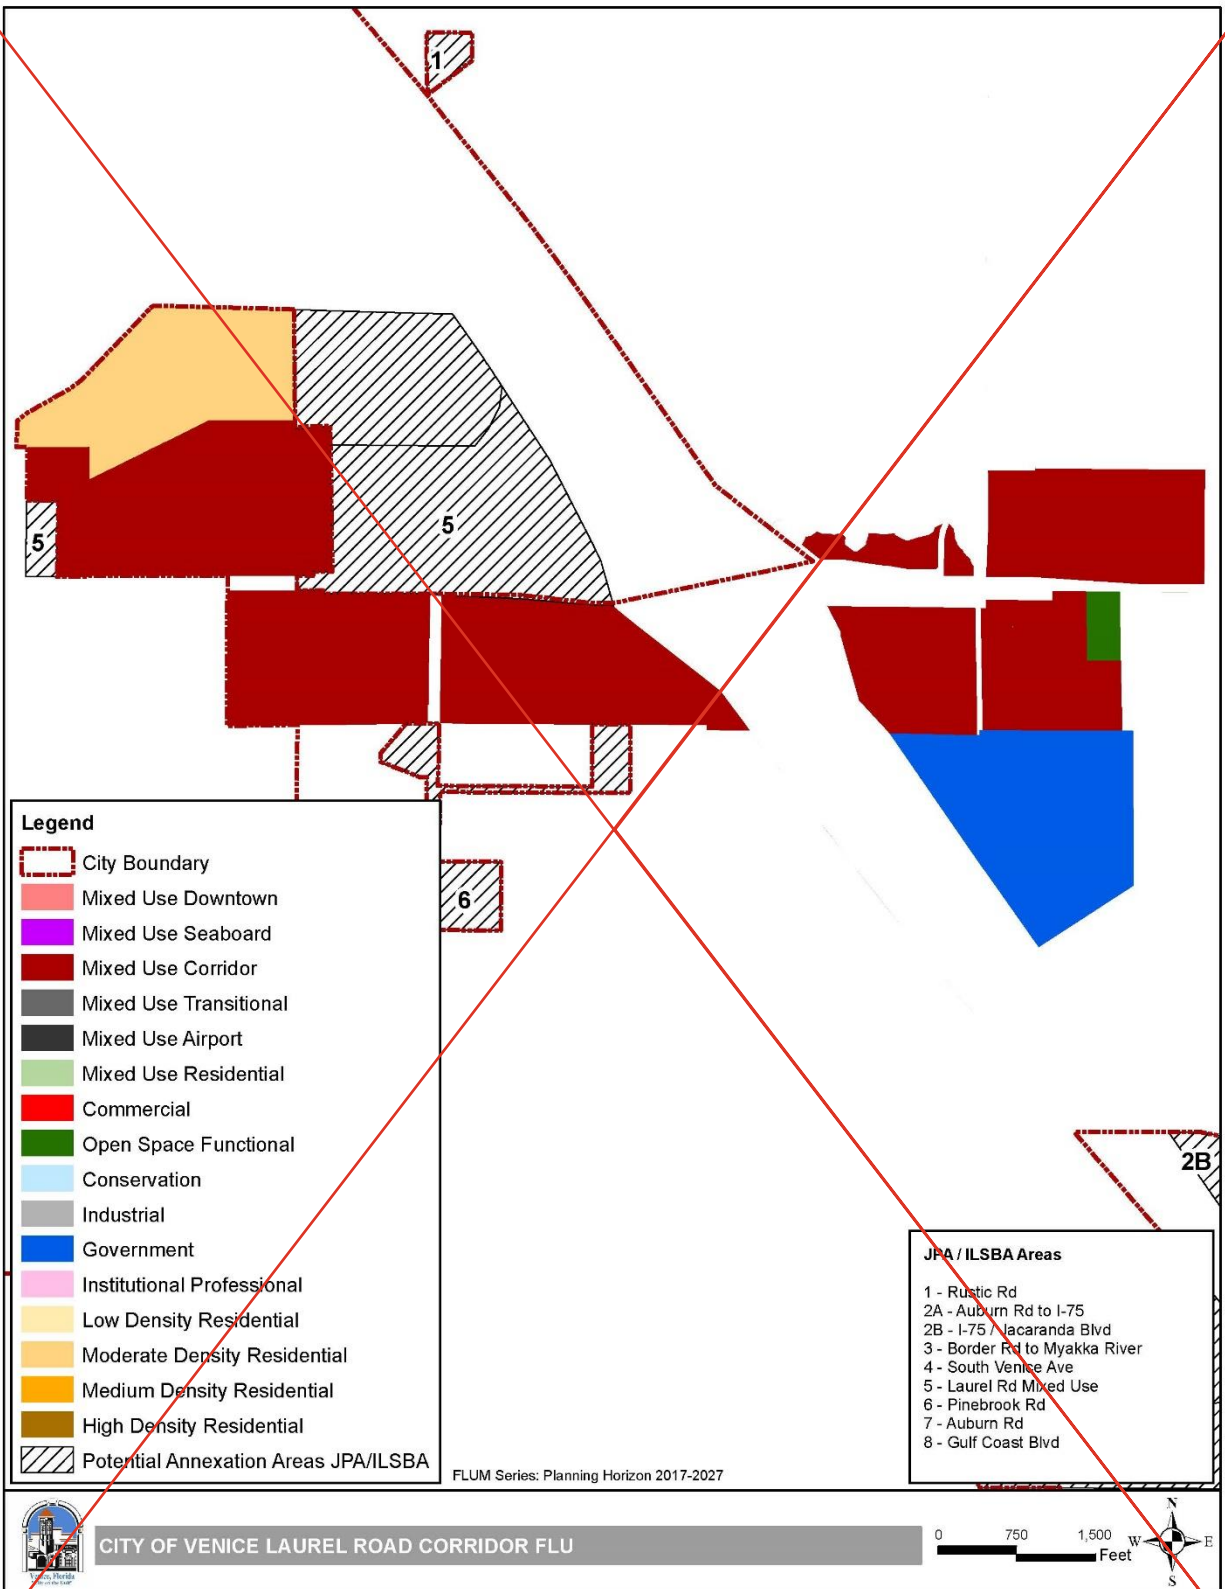 1
5
5
6
2B
Legend
City Boundary
Mixed Use Downtown
Mixed Use Seaboard
Mixed Use Corridor
Mixed Use Transitional
Mixed Use Airport
Mixed Use Residential
Commercial
Open Space Functional
Conservation
Industrial
Government
Institutional Professional
Low Density Residential
Moderate Density Residential
Medium Density Residential
High Density Residential
Potential Annexation Areas JPA/ILSBA
FLUM Series: Planning Horizon 2017-2027
JPA / ILSBA Areas
1 - Rustic Rd
2A - Auburn Rd to I-75
2B - I-75 / Jacaranda Blvd
3 - Border Rd to Myakka River
4 - South Venice Ave
5 - Laurel Rd Mixed Use
6 - Pinebrook Rd
7 - Auburn Rd
8 - Gulf Coast Blvd
Venice, Florida
CITY OF VENICE LAUREL ROAD CORRIDOR FLU
0 750 1,500
Feet
N
W E
S